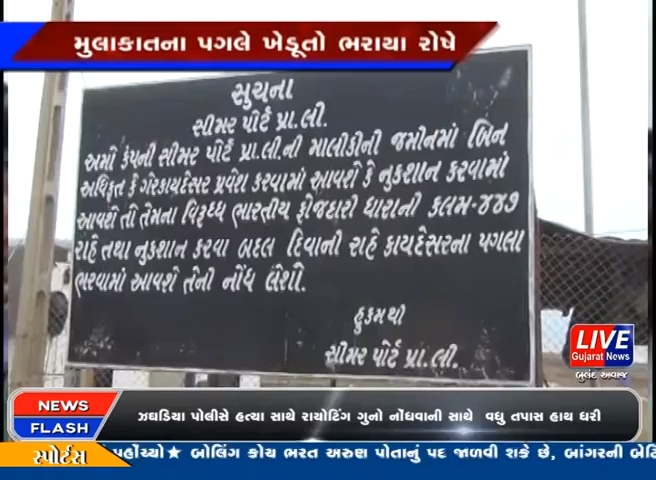 મુલાકાતના પગલે ખેડૂતો ભરાયા રોષે
સુચના
સીમર પોર્ટ પ્રા.લી.
અમો કંપની સીમર પોર્ટ પ્રા.લી.ની માલીકીની જમીનમાં બિન
અધિકૃત કે ગેરકાયદેસર પ્રવેશ કરવામાં આવશે કે નુકશાન કરવામાં
આવશે તો તેમના વિરૂધ્ધ ભારતીય ફોજદારી ધારાની કલમ-૪૪૭
રાહે તથા નુકશાન કરવા બદલ દિવાની રાહે કાયદેસરના પગલા
ભરવામાં આવશે તેની નોંધ લેશો.
હુકમથી
સીમર પોર્ટ પ્રા.લી.
LIVE
Gujarat News
બુલંદ અવાજ
NEWS
FLASH
ઝઘડિયા પોલીસે હત્યા સાથે રાયોટિંગ ગુનો નોંધવાની સાથે વધુ તપાસ હાથ ધરી
સ્પોર્ટસ
પહોંચ્યો★ બોલિંગ કોચ ભરત અરુણ પોતાનું પદ જાળવી શકે છે, બાંગરની